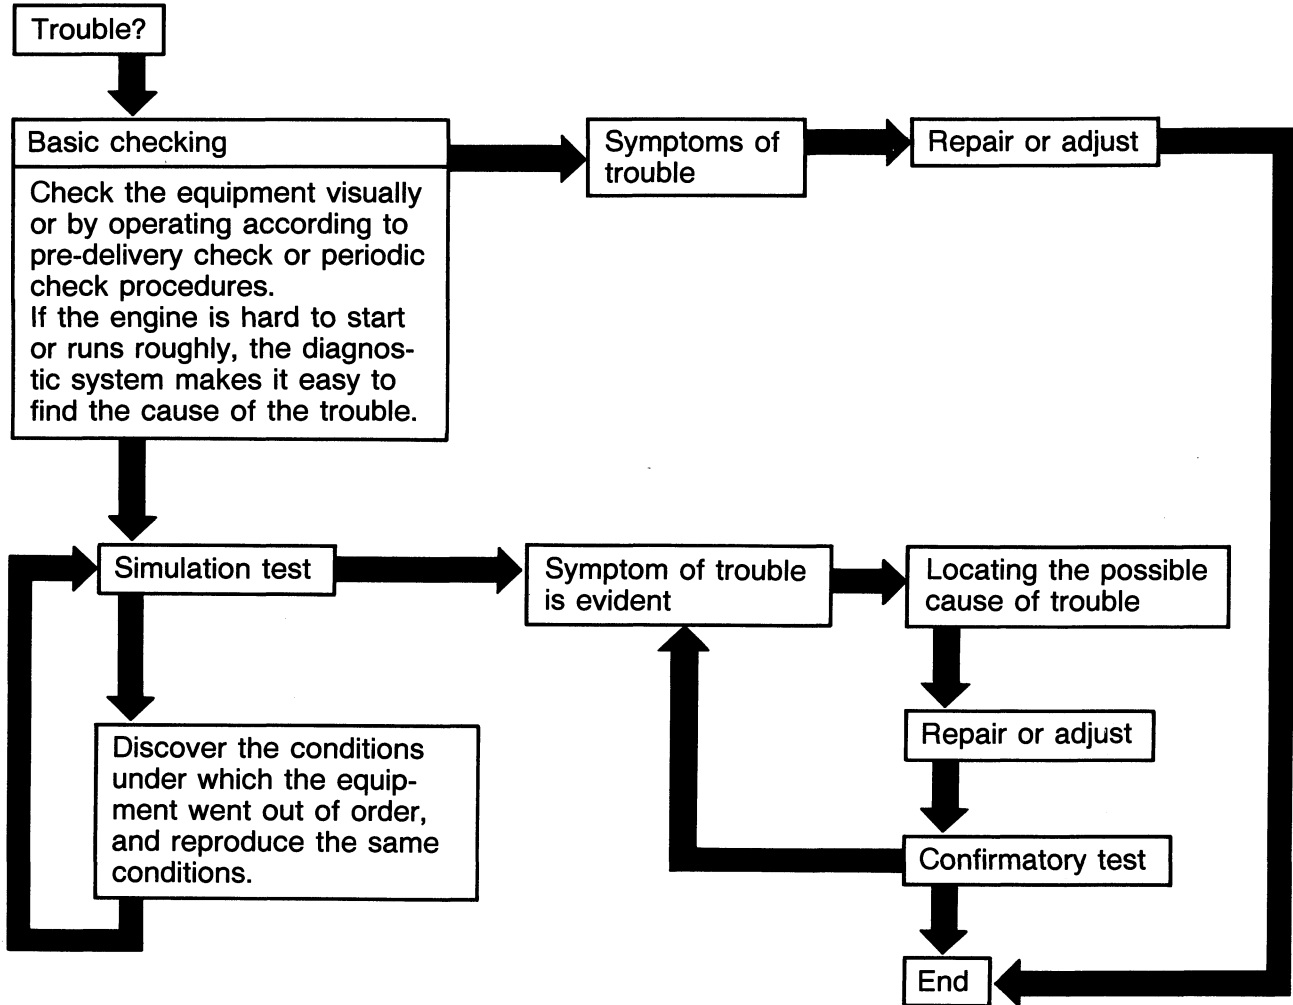 Trouble?
Basic checking
Check the equipment visually
or by operating according to
pre-delivery check or periodic
check procedures.
If the engine is hard to start
or runs roughly, the diagnos-
tic system makes it easy to
find the cause of the trouble.
Symptoms of
trouble
Repair or adjust
Simulation test
Symptom of trouble
is evident
Locating the possible
cause of trouble
Discover the conditions
under which the equip-
ment went out of order,
and reproduce the same
conditions.
Repair or adjust
Confirmatory test
End